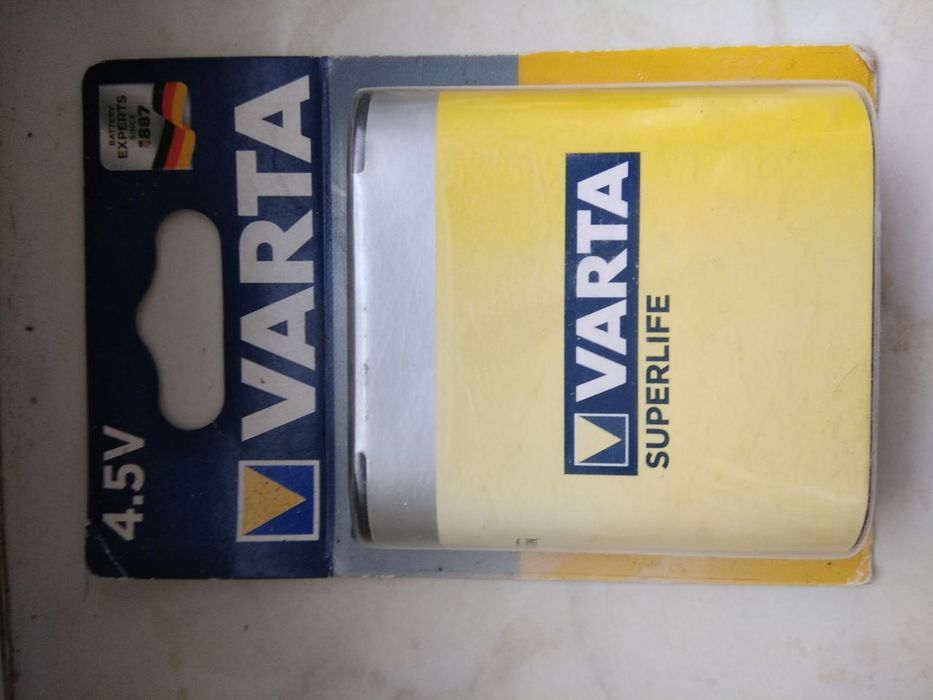 4.5V
BATTERY
EXPERTS
SINCE
1887
VARTA
VARTA
SUPERLIFE